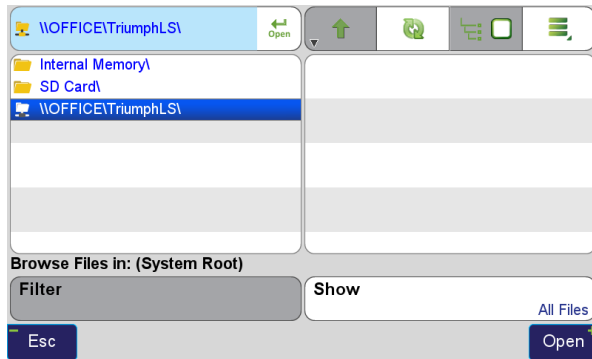 \\OFFICE\TriumphLS\
Open
Internal Memory\
SD Card\
\\OFFICE\TriumphLS\
Browse Files in: (System Root)
Filter
Show
All Files
Esc
Open